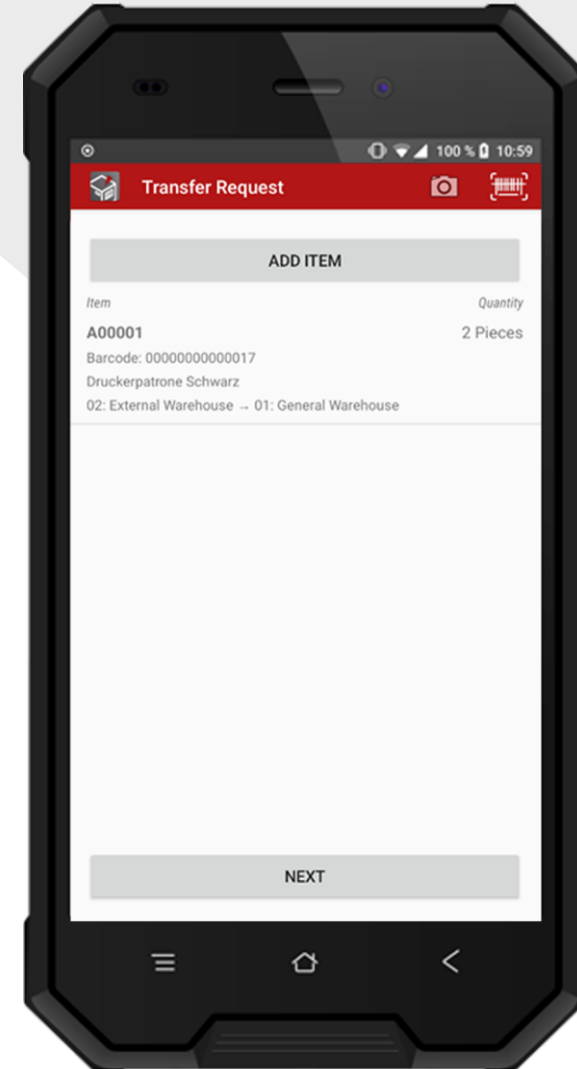 100 % 10:59
Transfer Request
ADD ITEM
Item Quantity
A00001 2 Pieces
Barcode: 00000000000017
Druckerpatrone Schwarz
02: External Warehouse → 01: General Warehouse
NEXT